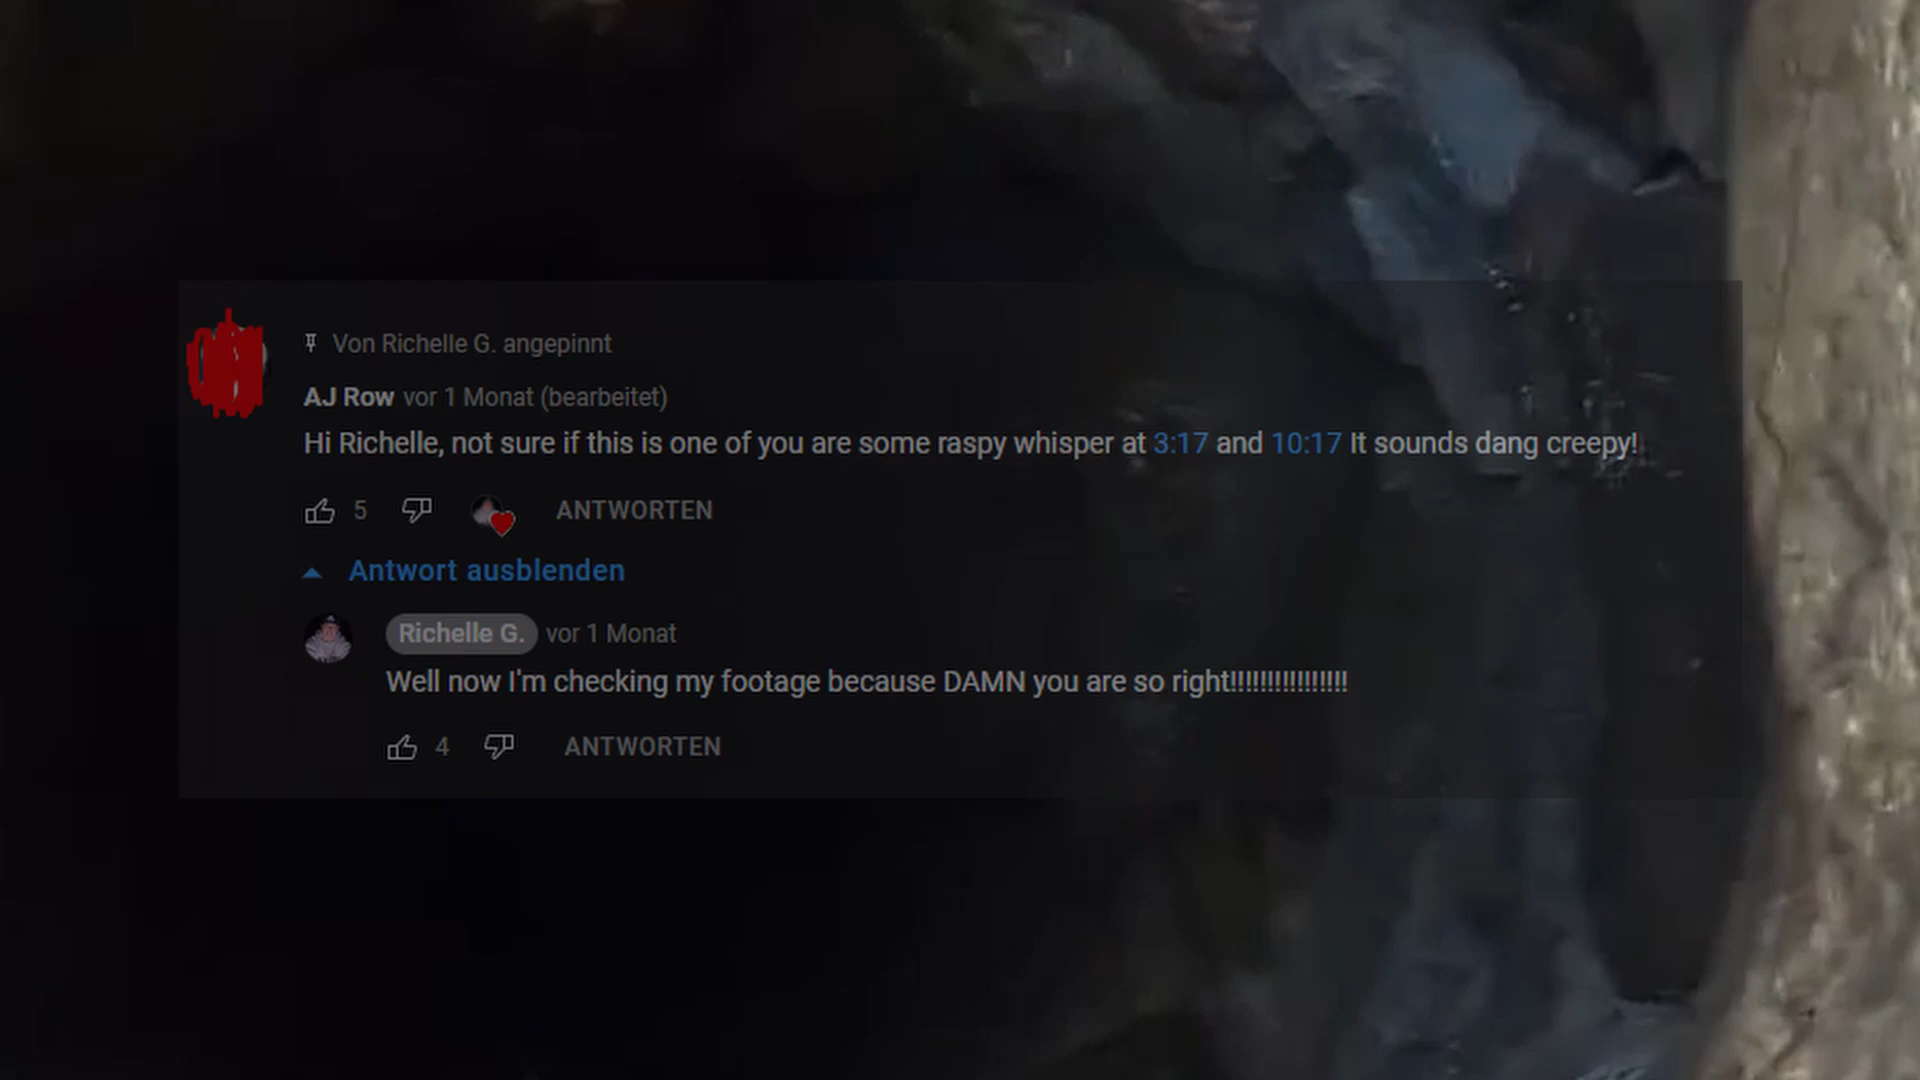 Von Richelle G. angepinnt
AJ Row vor 1 Monat (bearbeitet)
Hi Richelle, not sure if this is one of you are some raspy whisper at 3:17 and 10:17 It sounds dang creepy!
5 ANTWORTEN
Antwort ausblenden
Richelle G. vor 1 Monat
Well now I'm checking my footage because DAMN you are so right!!!!!!!!!!!!!!!!
4 ANTWORTEN